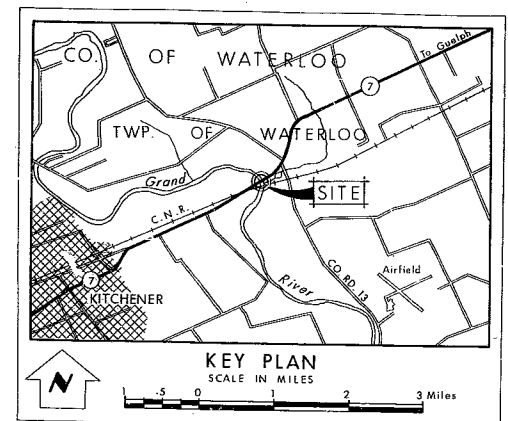 CO. OF WATERLOO
To Guelph
7
TWP. OF WATERLOO
Grand
SITE
C.N.R.
CO. RD. 13
Airfield
River
7
KITCHENER
N
KEY PLAN
SCALE IN MILES
1 .5 0 1 2 3 Miles